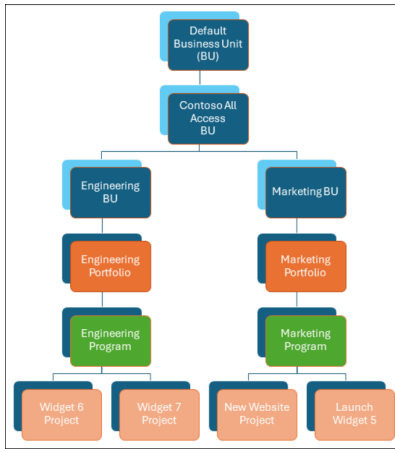 Default
Business Unit
(BU)
Contoso All
Access
BU
Engineering
BU
Marketing BU
Engineering
Portfolio
Marketing
Portfolio
Engineering
Program
Marketing
Program
Widget 6
Project
Widget 7
Project
New Website
Project
Launch
Widget 5